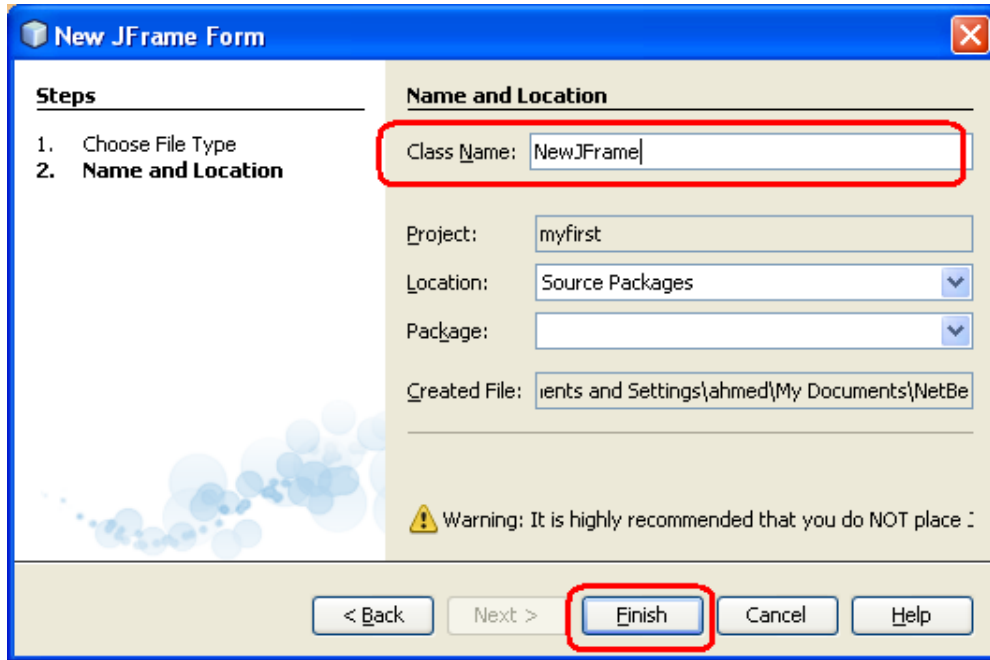 New JFrame Form
Steps
1. Choose File Type
2. Name and Location
Name and Location
Class Name: NewJFrame
Project: myfirst
Location: Source Packages
Package:
Created File: ents and Settings\ahmed\My Documents\NetBe
Warning: It is highly recommended that you do NOT place
< Back Next > Finish Cancel Help